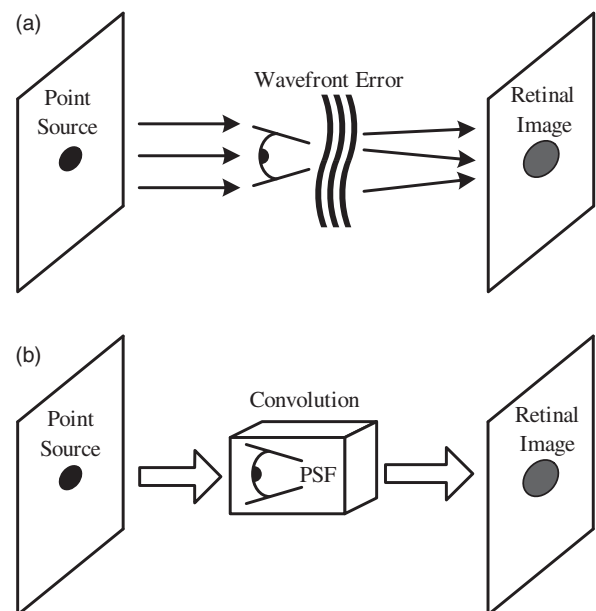 (a)
Wavefront Error
Point
Source
Retinal
Image
(b)
Convolution
Point
Source
PSF
Retinal
Image